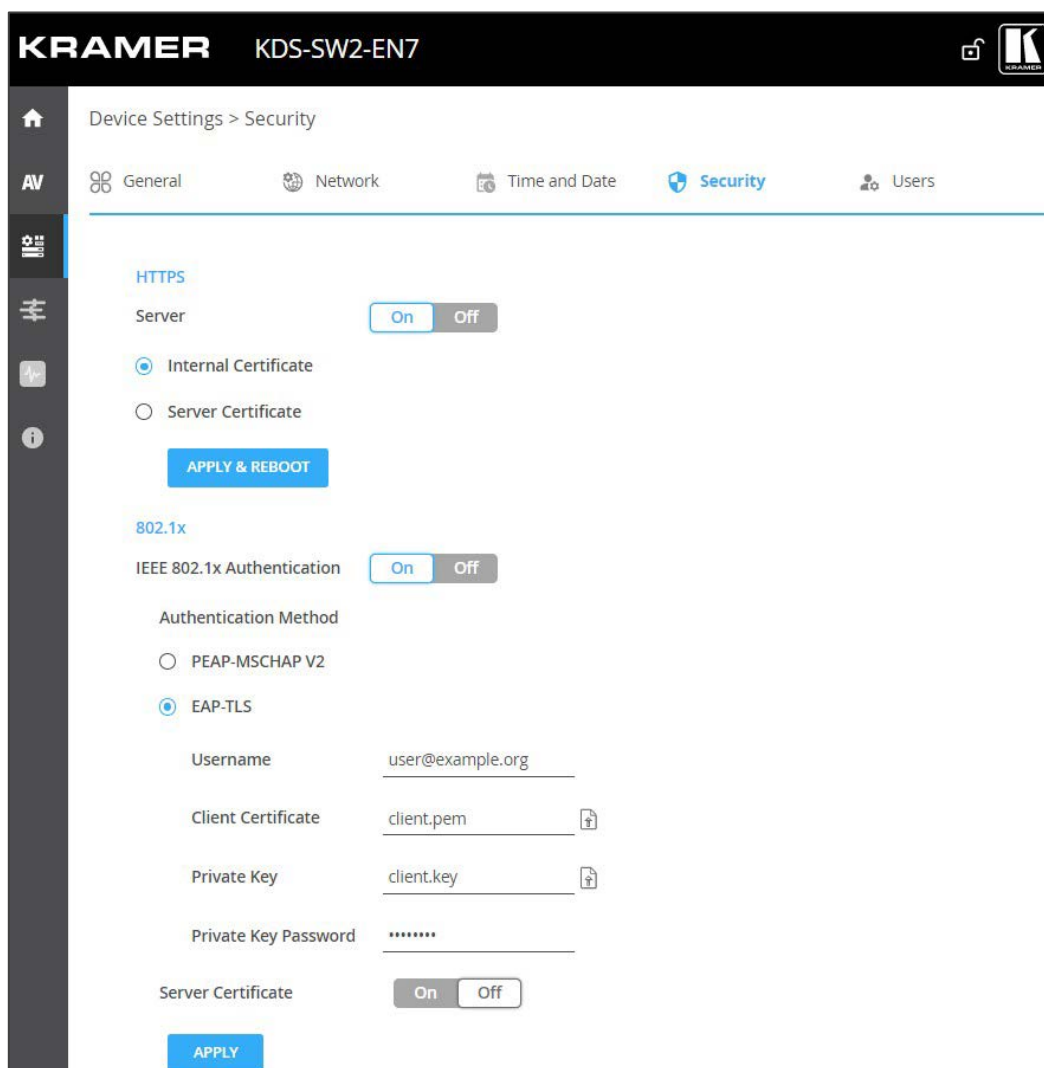 KRAMER KDS-SW2-EN7
KRAMER
Device Settings > Security
AV
General Network Time and Date Security Users
HTTPS
Server On Off
Internal Certificate
Server Certificate
APPLY & REBOOT
802.1x
IEEE 802.1x Authentication On Off
Authentication Method
PEAP-MSCHAP V2
EAP-TLS
Username user@example.org
Client Certificate client.pem
Private Key client.key
Private Key Password ••••••••
Server Certificate On Off
APPLY